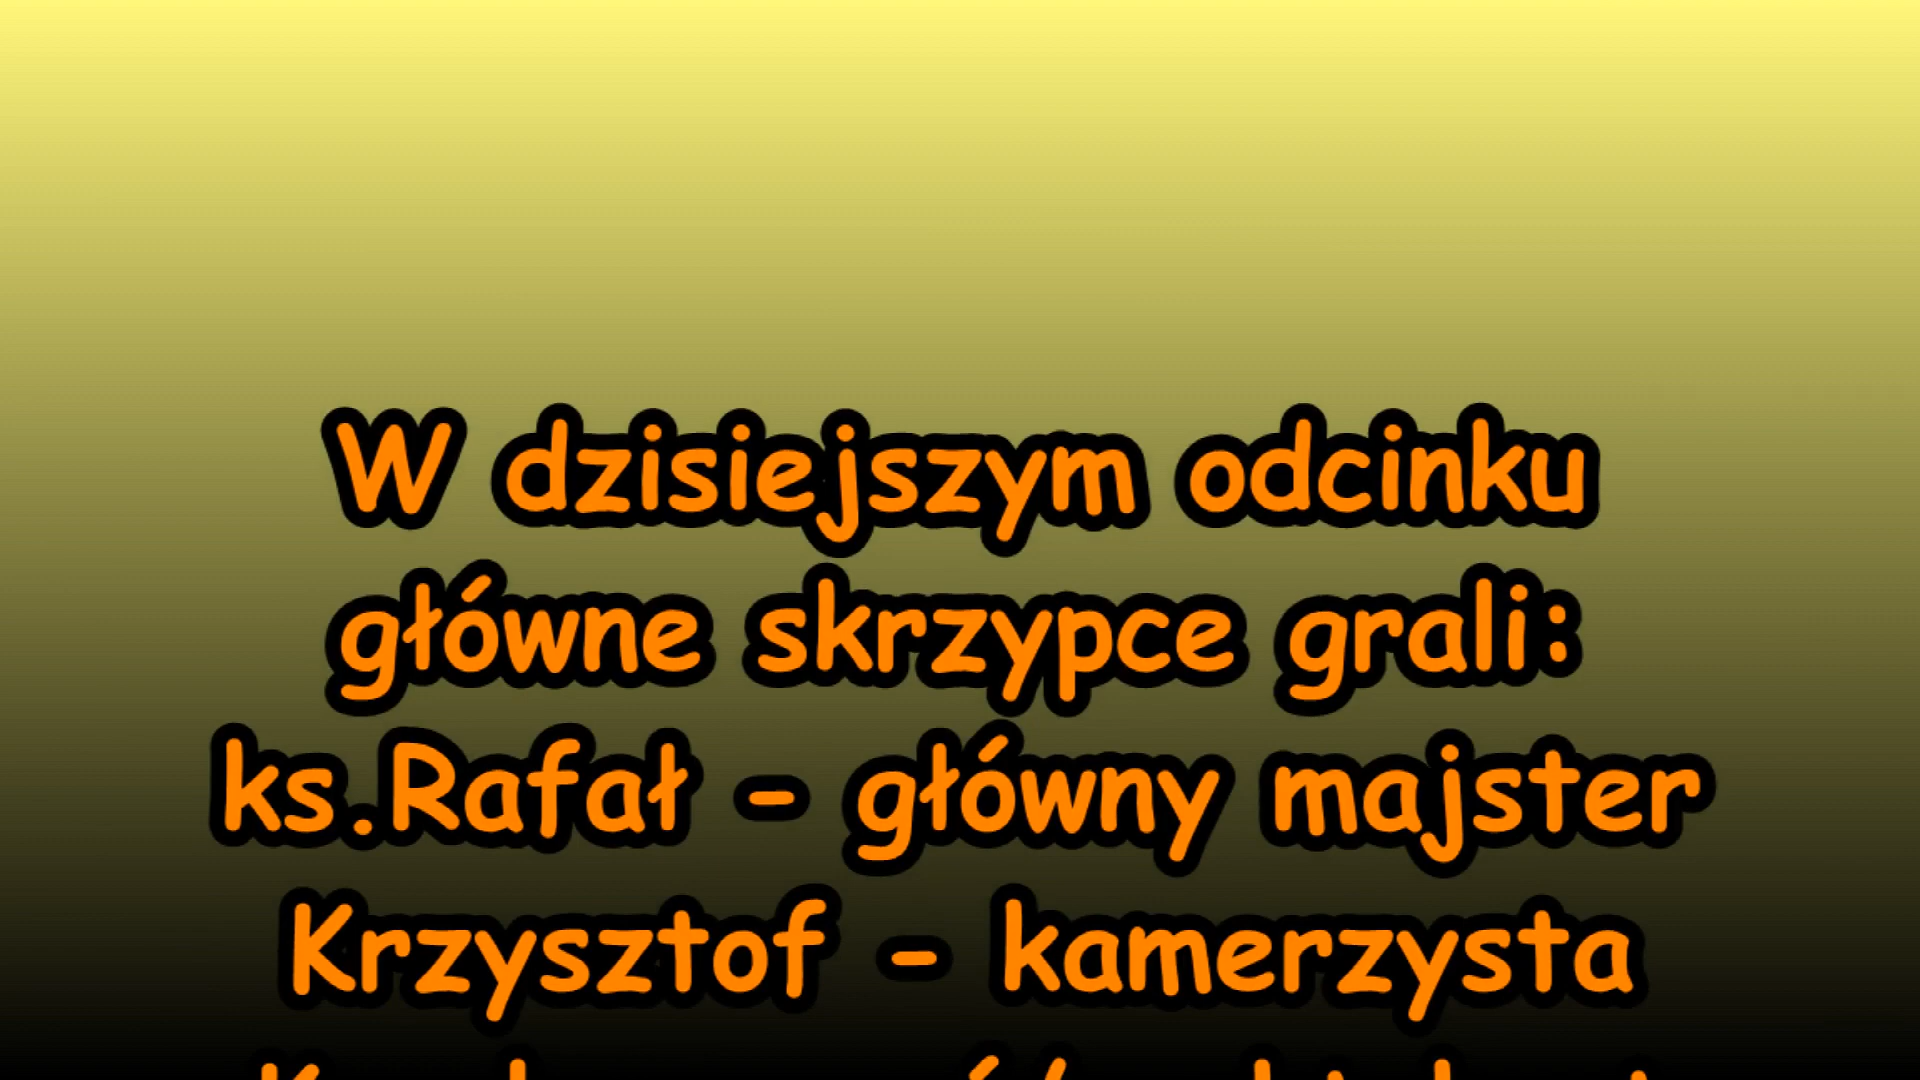 W dzisiejszym odcinku
główne skrzypce grali:
ks.Rafał - główny majster
Krzysztof - kamerzysta